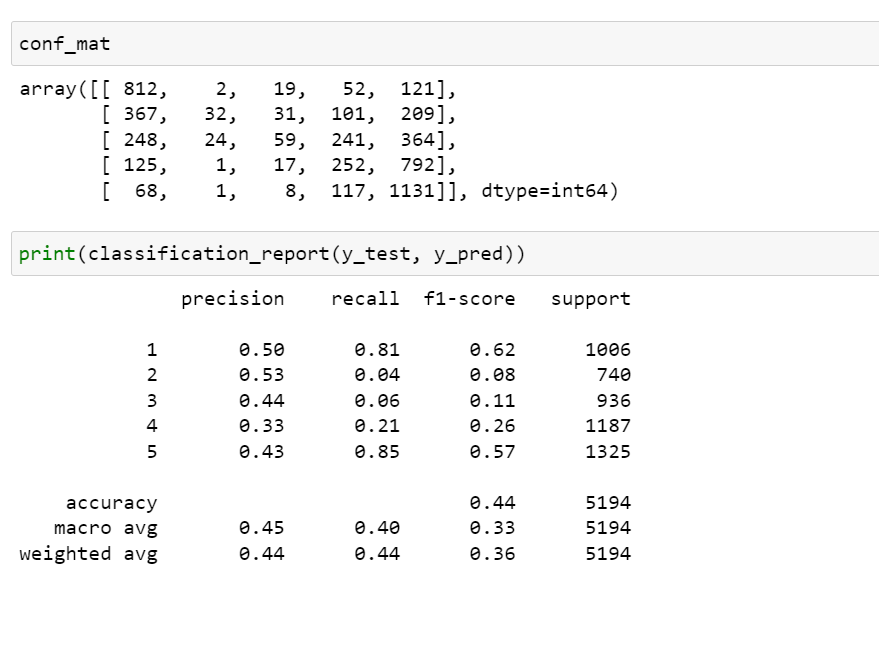 conf_mat
array([[ 812,    2,   19,   52,  121],
       [ 367,   32,   31,  101,  209],
       [ 248,   24,   59,  241,  364],
       [ 125,    1,   17,  252,  792],
       [  68,    1,    8,  117, 1131]], dtype=int64)
print(classification_report(y_test, y_pred))
              precision    recall  f1-score   support
           1       0.50      0.81      0.62      1006
           2       0.53      0.04      0.08       740
           3       0.44      0.06      0.11       936
           4       0.33      0.21      0.26      1187
           5       0.43      0.85      0.57      1325
    accuracy                           0.44      5194
   macro avg       0.45      0.40      0.33      5194
weighted avg       0.44      0.44      0.36      5194